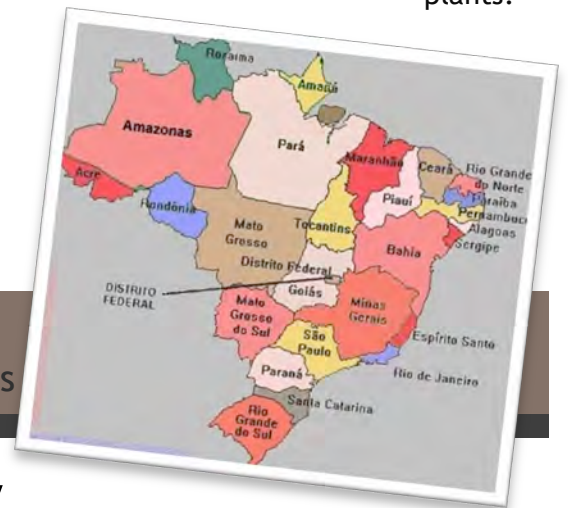 plants.
Roraima
Amapá
Amazonas
Pará
Maranhão
Ceará
Rio Grande
do Norte
Acre
Rondônia
Piauí
Paraíba
Pernambuco
Alagoas
Sergipe
Mato
Grosso
Tocantins
Bahia
Distrito Federal
DISTRITO
FEDERAL
Goiás
Mato
Grosso
do Sul
Minas
Gerais
São
Paulo
Espírito Santo
Rio de Janeiro
Paraná
Santa Catarina
Rio
Grande
do Sul
s